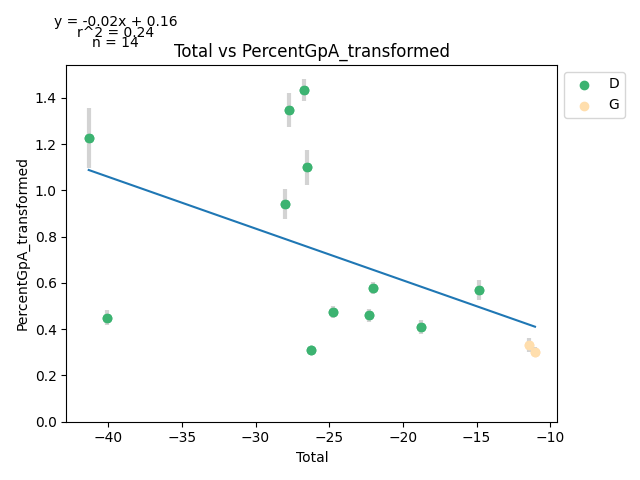 y = -0.02x + 0.16
r^2 = 0.24
n = 14
Total vs PercentGpA_transformed
D
G
PercentGpA_transformed
1.4
1.2
1.0
0.8
0.6
0.4
0.2
0.0
−40 −35 −30 −25 −20 −15 −10
Total